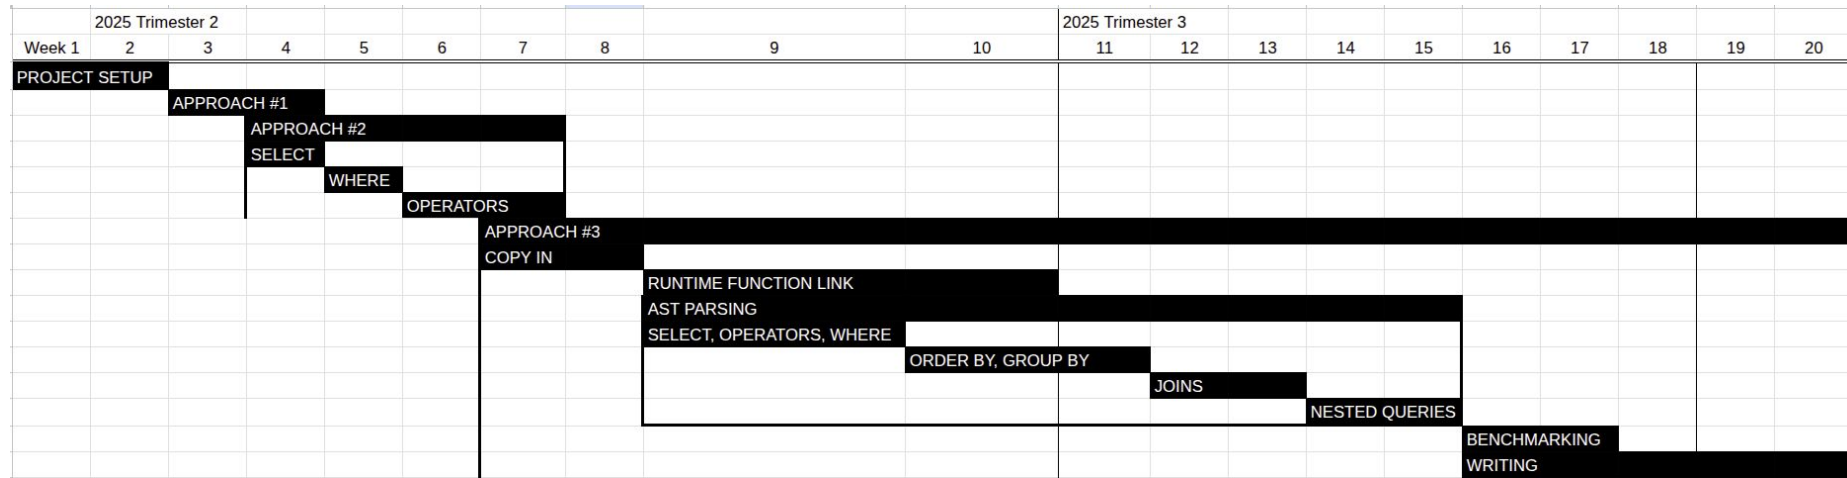 2025 Trimester 2 2025 Trimester 3
Week 1 2 3 4 5 6 7 8 9 10 11 12 13 14 15 16 17 18 19 20
PROJECT SETUP
APPROACH #1
APPROACH #2
SELECT
WHERE
OPERATORS
APPROACH #3
COPY IN
RUNTIME FUNCTION LINK
AST PARSING
SELECT, OPERATORS, WHERE
ORDER BY, GROUP BY
JOINS
NESTED QUERIES
BENCHMARKING
WRITING